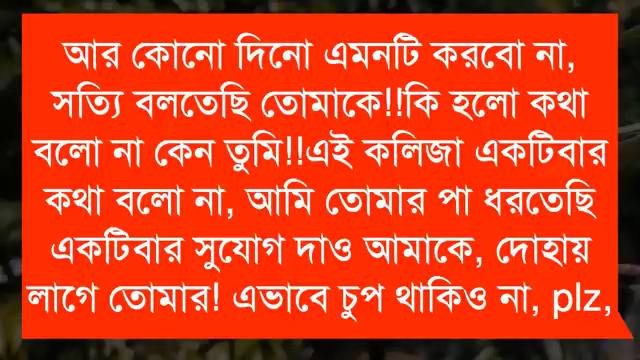 আর কোনো দিনো এমনটি করবো না,
সত্যি বলতেছি তোমাকে!!কি হলো কথা
বলো না কেন তুমি!!এই কলিজা একটিবার
কথা বলো না, আমি তোমার পা ধরতেছি
একটিবার সুযোগ দাও আমাকে, দোহায়
লাগে তোমার! এভাবে চুপ থাকিও না, plz,